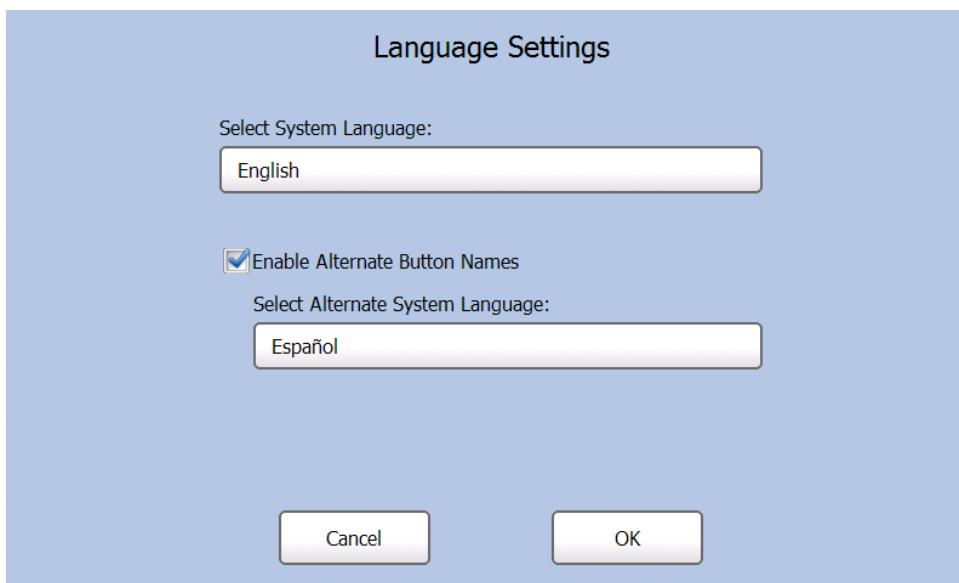 Language Settings
Select System Language:
English
Enable Alternate Button Names
Select Alternate System Language:
Español
Cancel OK